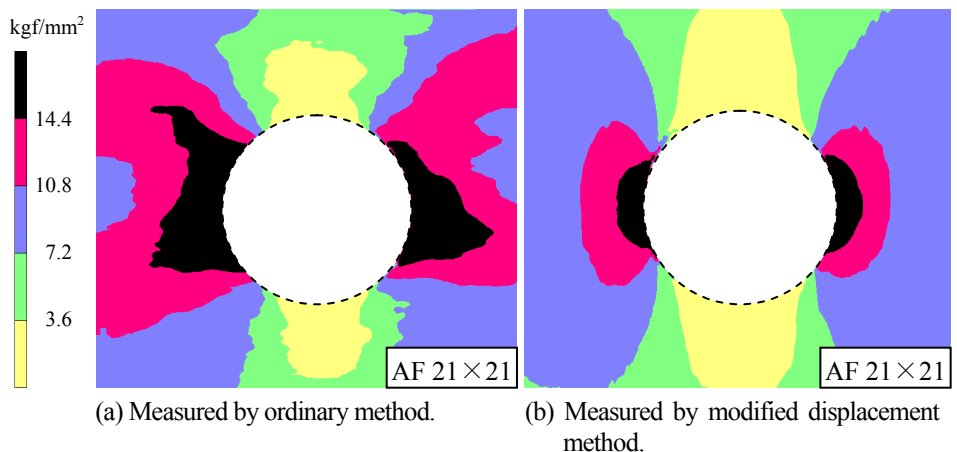 kgf/mm²
14.4
10.8
7.2
3.6
AF 21×21
AF 21×21
(a) Measured by ordinary method.
(b) Measured by modified displacement
method.